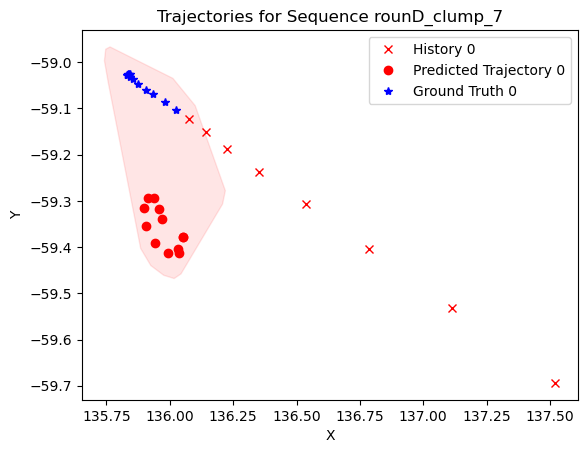 Trajectories for Sequence rounD_clump_7
History 0
Predicted Trajectory 0
Ground Truth 0
Y
−59.0
−59.1
−59.2
−59.3
−59.4
−59.5
−59.6
−59.7
135.75 136.00 136.25 136.50 136.75 137.00 137.25 137.50
X